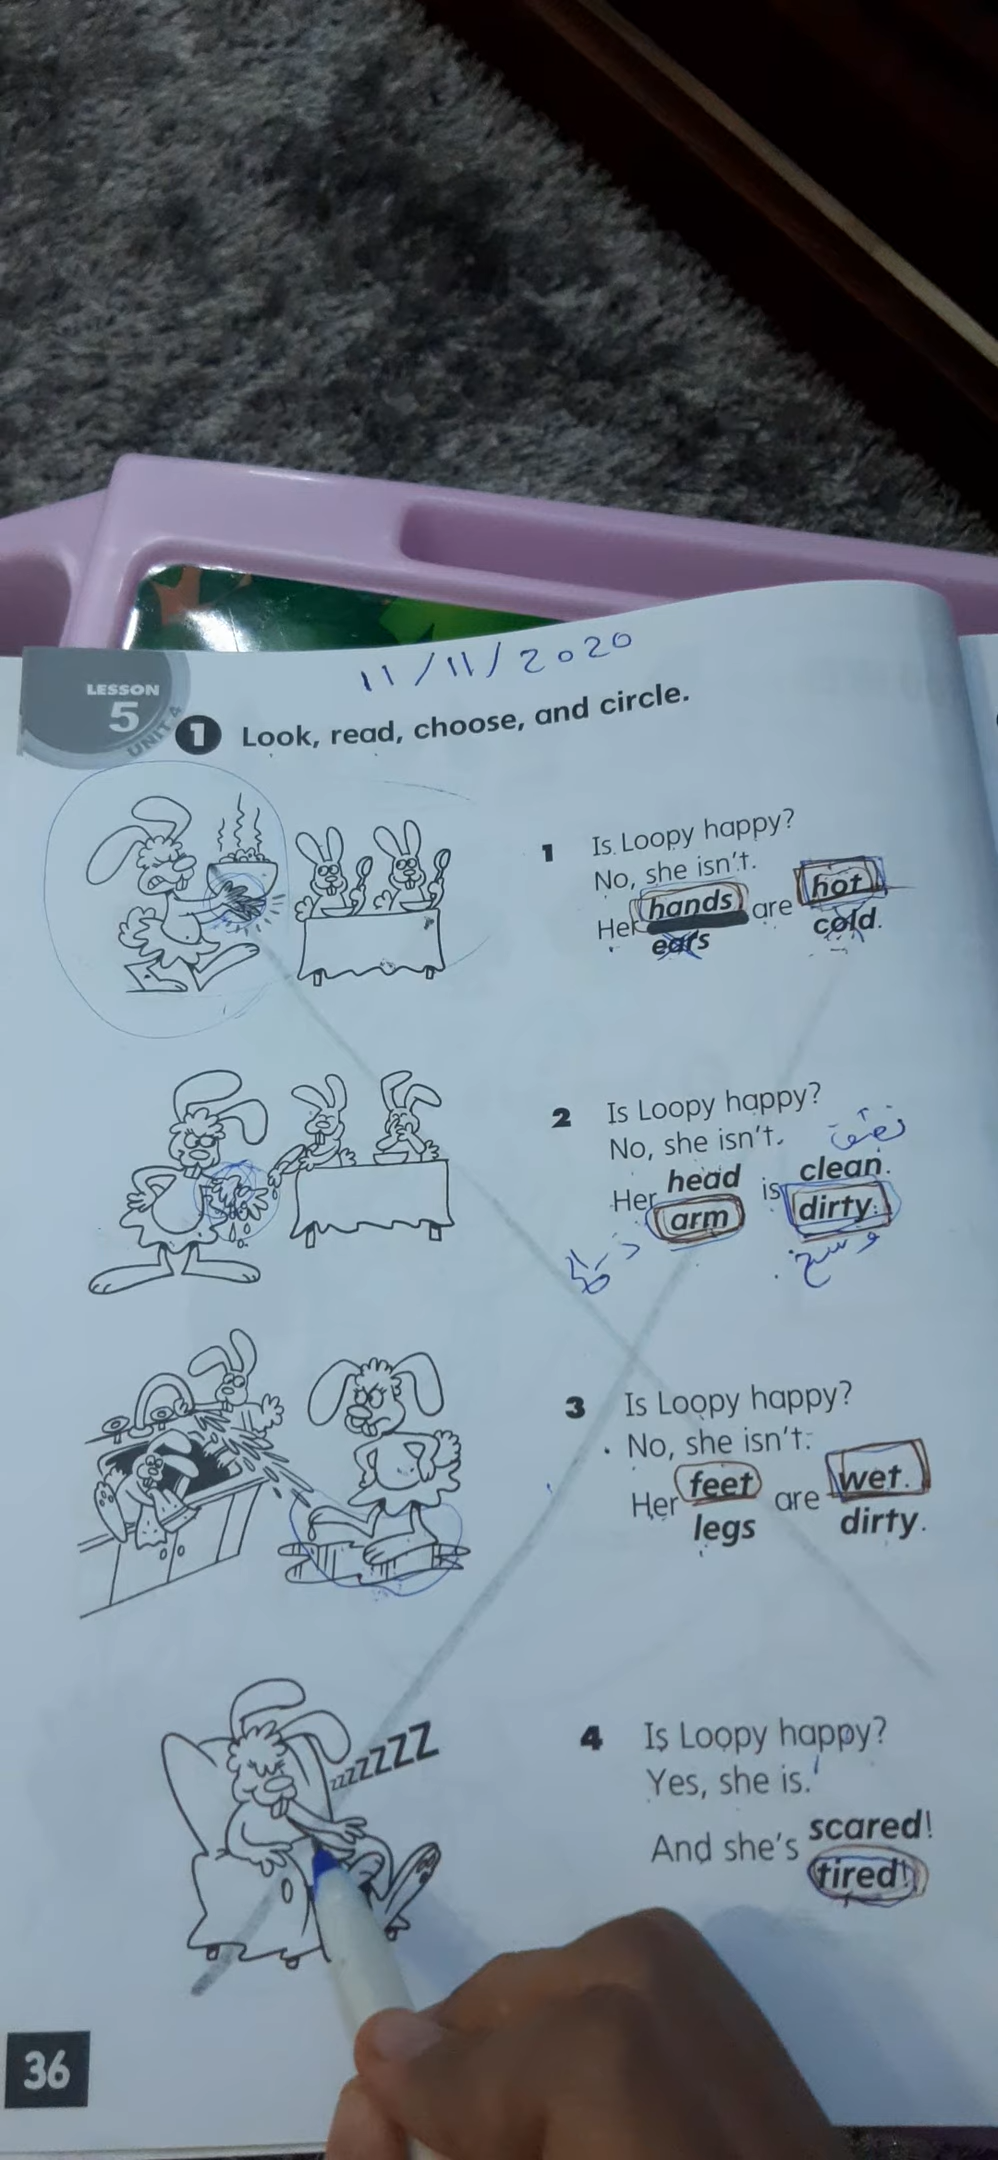 11/11/2020
LESSON
5
UNIT 4
1 Look, read, choose, and circle.
1 Is Loopy happy?
No, she isn't.
Her hands are hot
ears cold.
2 Is Loopy happy?
No, she isn't.
head clean.
Her is
arm dirty.
وسخ
3 Is Loopy happy?
No, she isn't.
Her feet are wet.
legs dirty.
zzzZZZZ
4 Is Loopy happy?
Yes, she is.
And she's scared!
tired!
36